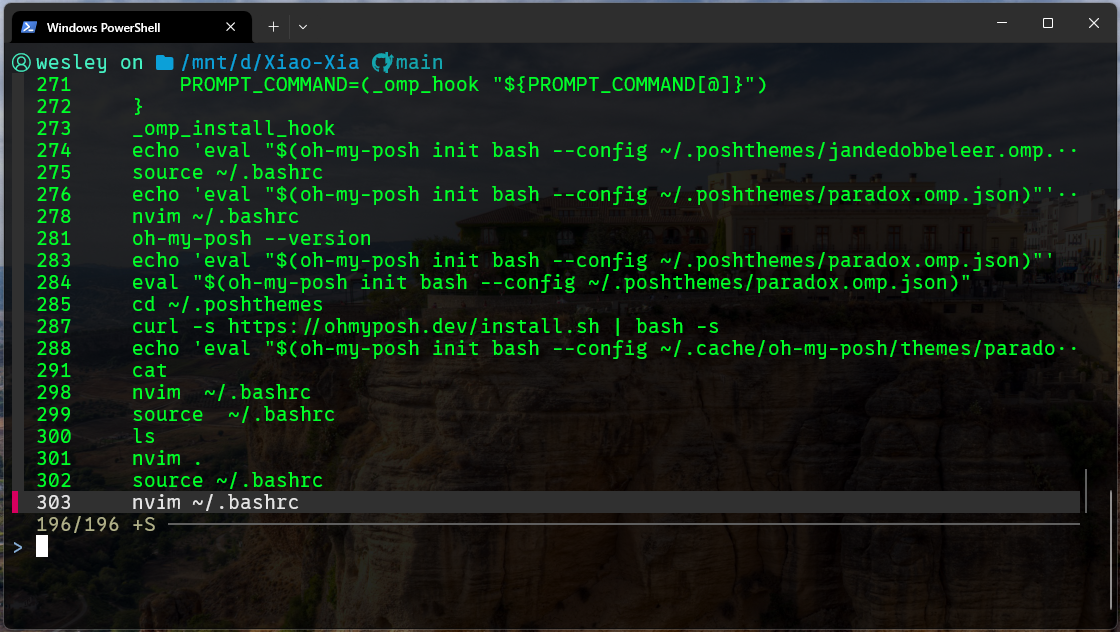 Windows PowerShell
wesley on /mnt/d/Xiao-Xia main
271 PROMPT_COMMAND=(_omp_hook "${PROMPT_COMMAND[@]}")
272 }
273 _omp_install_hook
274 echo 'eval "$(oh-my-posh init bash --config ~/.poshthemes/jandedobbeleer.omp.··
275 source ~/.bashrc
276 echo 'eval "$(oh-my-posh init bash --config ~/.poshthemes/paradox.omp.json)"'··
278 nvim ~/.bashrc
281 oh-my-posh --version
283 echo 'eval "$(oh-my-posh init bash --config ~/.poshthemes/paradox.omp.json)"'
284 eval "$(oh-my-posh init bash --config ~/.poshthemes/paradox.omp.json)"
285 cd ~/.poshthemes
287 curl -s https://ohmyposh.dev/install.sh | bash -s
288 echo 'eval "$(oh-my-posh init bash --config ~/.cache/oh-my-posh/themes/parado··
291 cat
298 nvim  ~/.bashrc
299 source  ~/.bashrc
300 ls
301 nvim .
302 source ~/.bashrc
303 nvim ~/.bashrc
196/196 +S
>